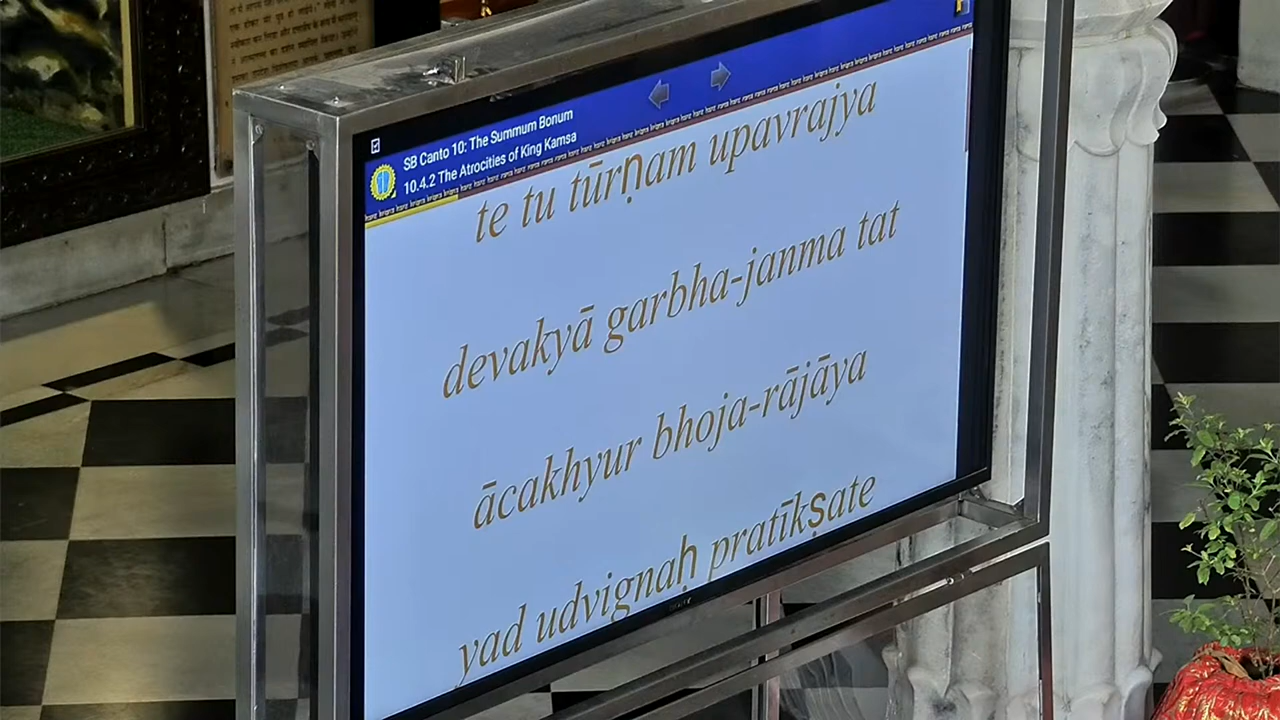 SB Canto 10: The Summum Bonum
10.4.2 The Atrocities of King Kamsa
te tu tūrṇam upavrajya
devakyā garbha-janma tat
ācakhyur bhoja-rājāya
yad udvignaḥ pratīkṣate